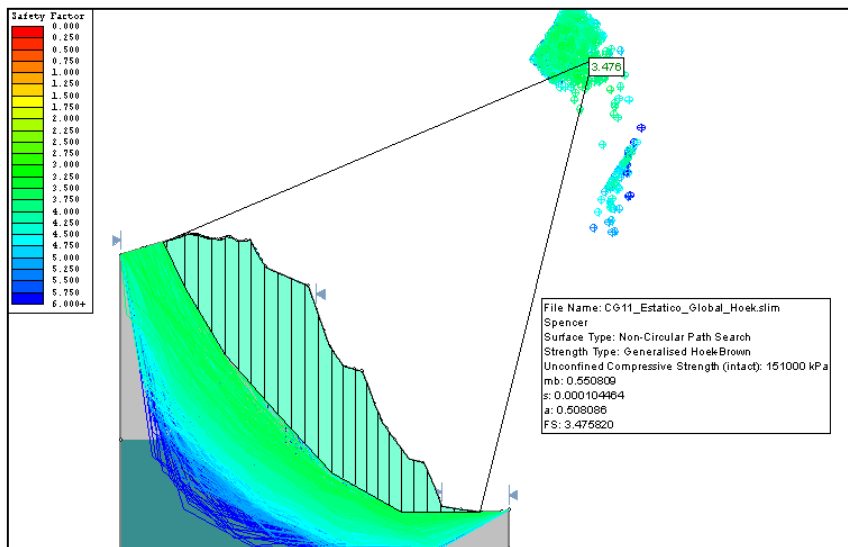 Safety Factor
0.000
0.250
0.500
0.750
1.000
1.250
1.500
1.750
2.000
2.250
2.500
2.750
3.000
3.250
3.500
3.750
4.000
4.250
4.500
4.750
5.000
5.250
5.500
5.750
6.000+
3.476
File Name: CG11_Estatico_Global_Hoek.slim
Spencer
Surface Type: Non-Circular Path Search
Strength Type: Generalised Hoek-Brown
Unconfined Compressive Strength (intact): 151000 kPa
mb: 0.550809
s: 0.000104464
a: 0.508086
FS: 3.475820